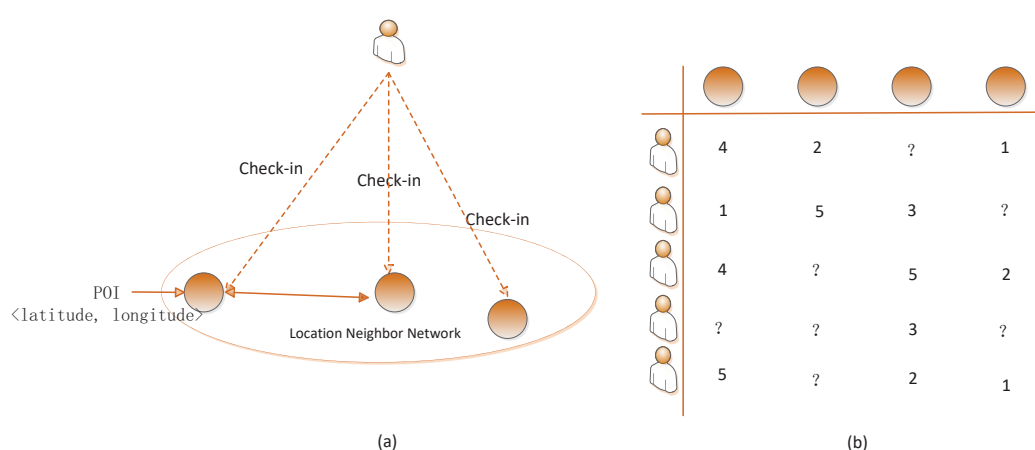 Check-in
Check-in
Check-in
POI
<latitude, longitude>
Location Neighbor Network
(a)
4 2 ? 1
1 5 3 ?
4 ? 5 2
? ? 3 ?
5 ? 2 1
(b)